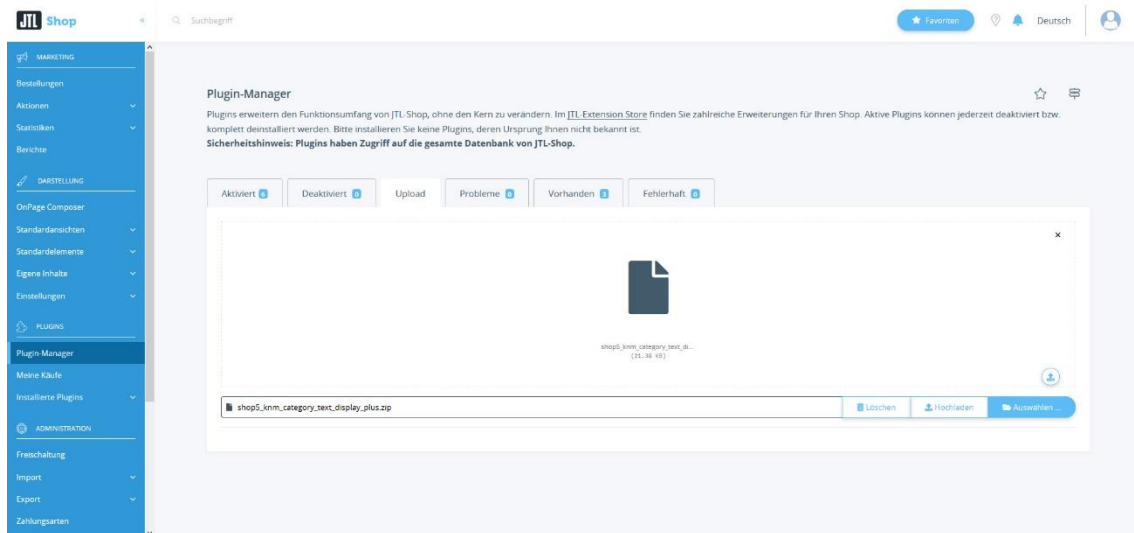 JTL Shop
Suchbegriff
Favoriten
Deutsch
MARKETING
Bestellungen
Aktionen
Statistiken
Berichte
DARSTELLUNG
OnPage Composer
Standardansichten
Standardelemente
Eigene Inhalte
Einstellungen
PLUGINS
Plugin-Manager
Meine Käufe
Installierte Plugins
ADMINISTRATION
Freischaltung
Import
Export
Zahlungsarten
Plugin-Manager
Plugins erweitern den Funktionsumfang von JTL-Shop, ohne den Kern zu verändern. Im JTL-Extension Store finden Sie zahlreiche Erweiterungen für Ihren Shop. Aktive Plugins können jederzeit deaktiviert bzw.
komplett deinstalliert werden. Bitte installieren Sie keine Plugins, deren Ursprung Ihnen nicht bekannt ist.
Sicherheitshinweis: Plugins haben Zugriff auf die gesamte Datenbank von JTL-Shop.
Aktiviert 6 Deaktiviert 0 Upload Probleme 0 Vorhanden 3 Fehlerhaft 0
shop5_knm_category_text_di...
(21.36 KB)
shop5_knm_category_text_display_plus.zip
Löschen Hochladen Auswählen ...